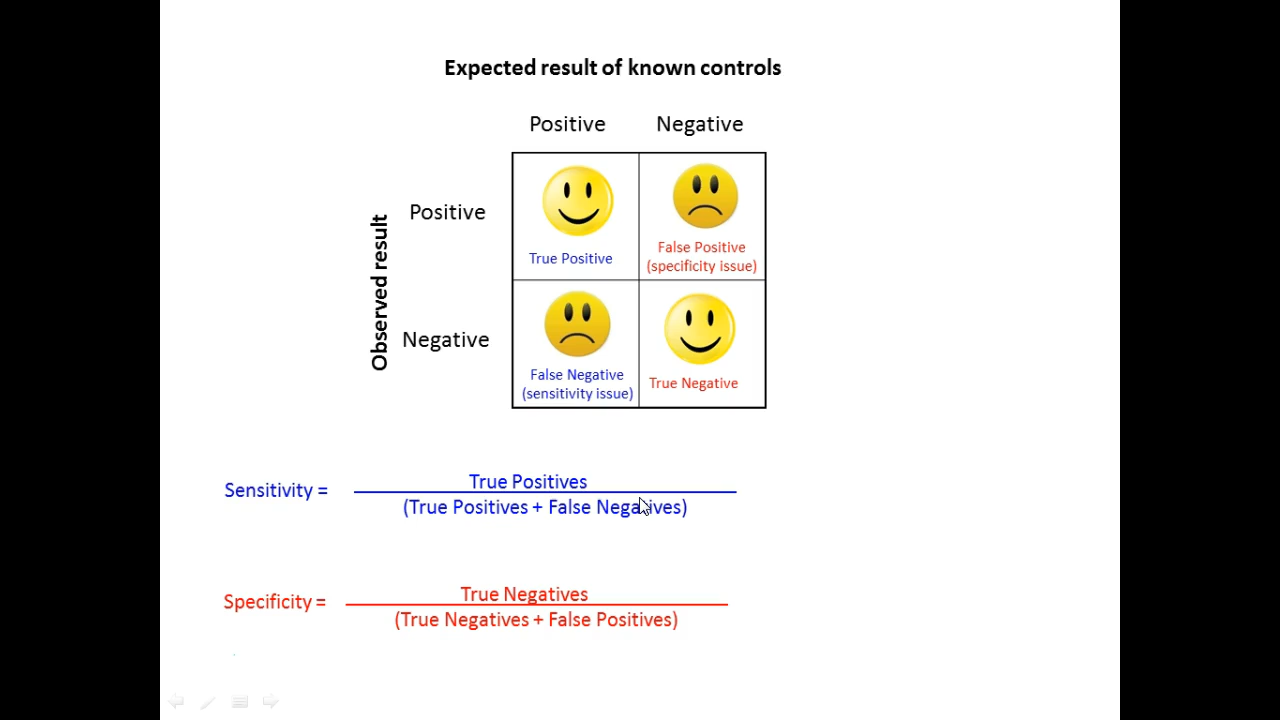 Expected result of known controls
Positive Negative
Observed result
Positive
True Positive
False Positive
(specificity issue)
Negative
False Negative
(sensitivity issue)
True Negative
Sensitivity =
True Positives
(True Positives + False Negatives)
Specificity =
True Negatives
(True Negatives + False Positives)